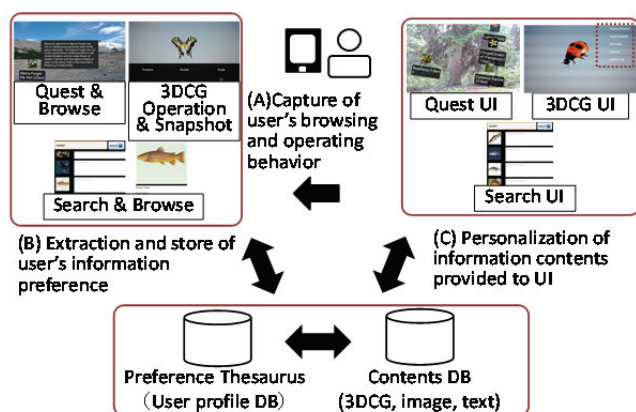 Quest &
Browse
3DCG
Operation
& Snapshot
Search & Browse
(A)Capture of
user's browsing
and operating
behavior
Quest UI
3DCG UI
Search UI
(B) Extraction and store of
user's information
preference
(C) Personalization of
information contents
provided to UI
Preference Thesaurus
(User profile DB)
Contents DB
(3DCG, image, text)